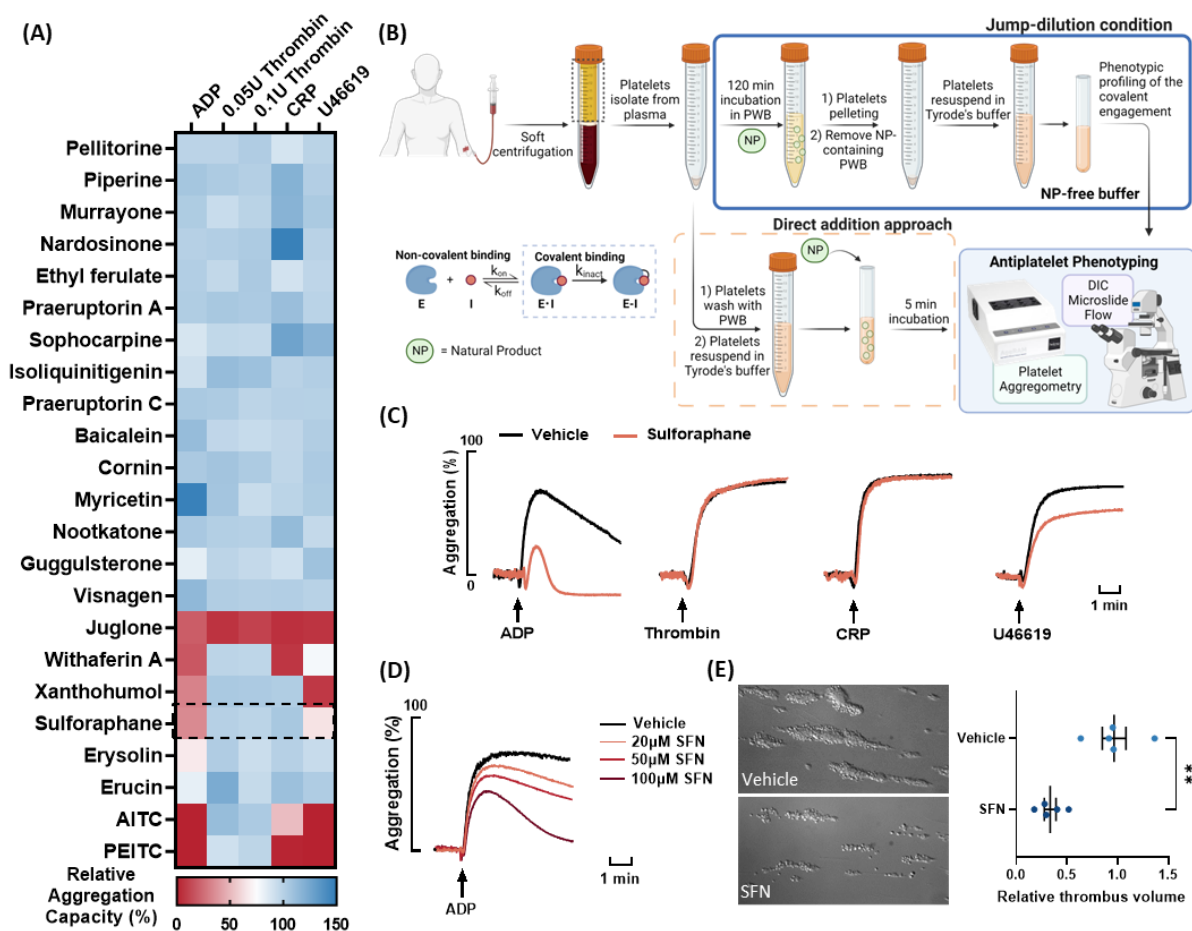 (A)
ADP
0.05U Thrombin
0.1U Thrombin
CRP
U46619
Pellitorine
Piperine
Murrayone
Nardosinone
Ethyl ferulate
Praeruptorin A
Sophocarpine
Isoliquinitigenin
Praeruptorin C
Baicalein
Cornin
Myricetin
Nootkatone
Guggulsterone
Visnagen
Juglone
Withaferin A
Xanthohumol
Sulforaphane
Erysolin
Erucin
AITC
PEITC
Relative
Aggregation
Capacity (%)
0 50 100 150
(B)
Jump-dilution condition
Soft
centrifugation
Platelets
isolate from
plasma
120 min
incubation
in PWB
NP
1) Platelets
pelleting
2) Remove NP-
containing
PWB
Platelets
resuspend in
Tyrode's buffer
Phenotypic
profiling of the
covalent
engagement
NP-free buffer
Direct addition approach
Non-covalent binding
E + I
kon
koff
Covalent binding
E·I
kinact
E-I
NP = Natural Product
1) Platelets
wash with
PWB
2) Platelets
resuspend in
Tyrode's buffer
NP
5 min
incubation
Antiplatelet Phenotyping
DIC
Microslide
Flow
Platelet
Aggregometry
(C)
Vehicle
Sulforaphane
Aggregation (%)
100
0
ADP
Thrombin
CRP
U46619
1 min
(D)
Aggregation (%)
100
0
Vehicle
20μM SFN
50μM SFN
100μM SFN
ADP
1 min
(E)
Vehicle
SFN
Vehicle
SFN
**
0.0 0.5 1.0 1.5
Relative thrombus volume